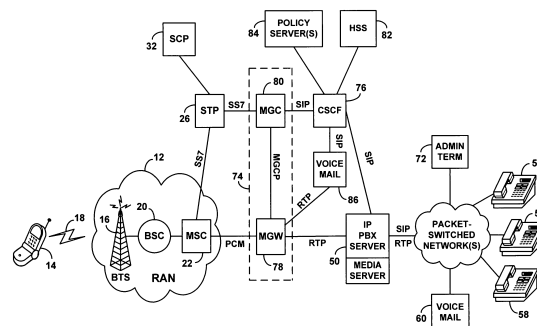 84
POLICY
SERVER(S)
HSS
82
SCP
32
80
76
STP
SS7
MGC
SIP
CSCF
26
12
SS7
74
MGCP
SIP
SIP
ADMIN
TERM
72
VOICE
MAIL
86
RTP
18
16
20
BSC
MSC
PCM
MGW
RTP
IP
PBX
SERVER
MEDIA
SERVER
50
SIP
RTP
PACKET-
SWITCHED
NETWORK(S)
14
BTS
22
RAN
78
58
VOICE
MAIL
60